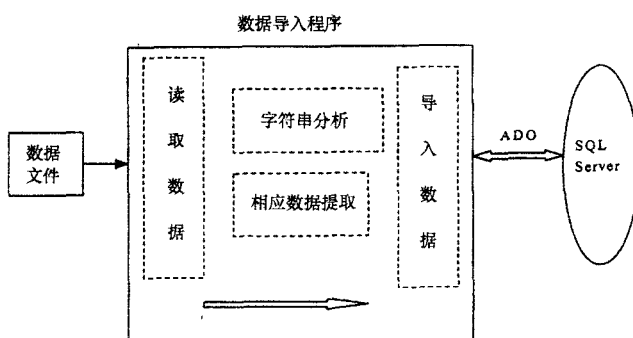 数据导入程序
数据
文件
读取数据
字符串分析
相应数据提取
导入数据
ADO
SQL
Server